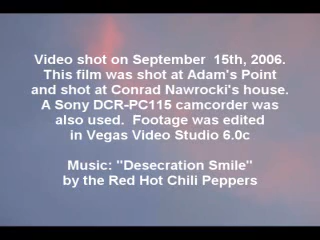 Video shot on September 15th, 2006.
This film was shot at Adam's Point
and shot at Conrad Nawrocki's house.
A Sony DCR-PC115 camcorder was
also used. Footage was edited
in Vegas Video Studio 6.0c
Music: "Desecration Smile"
by the Red Hot Chili Peppers